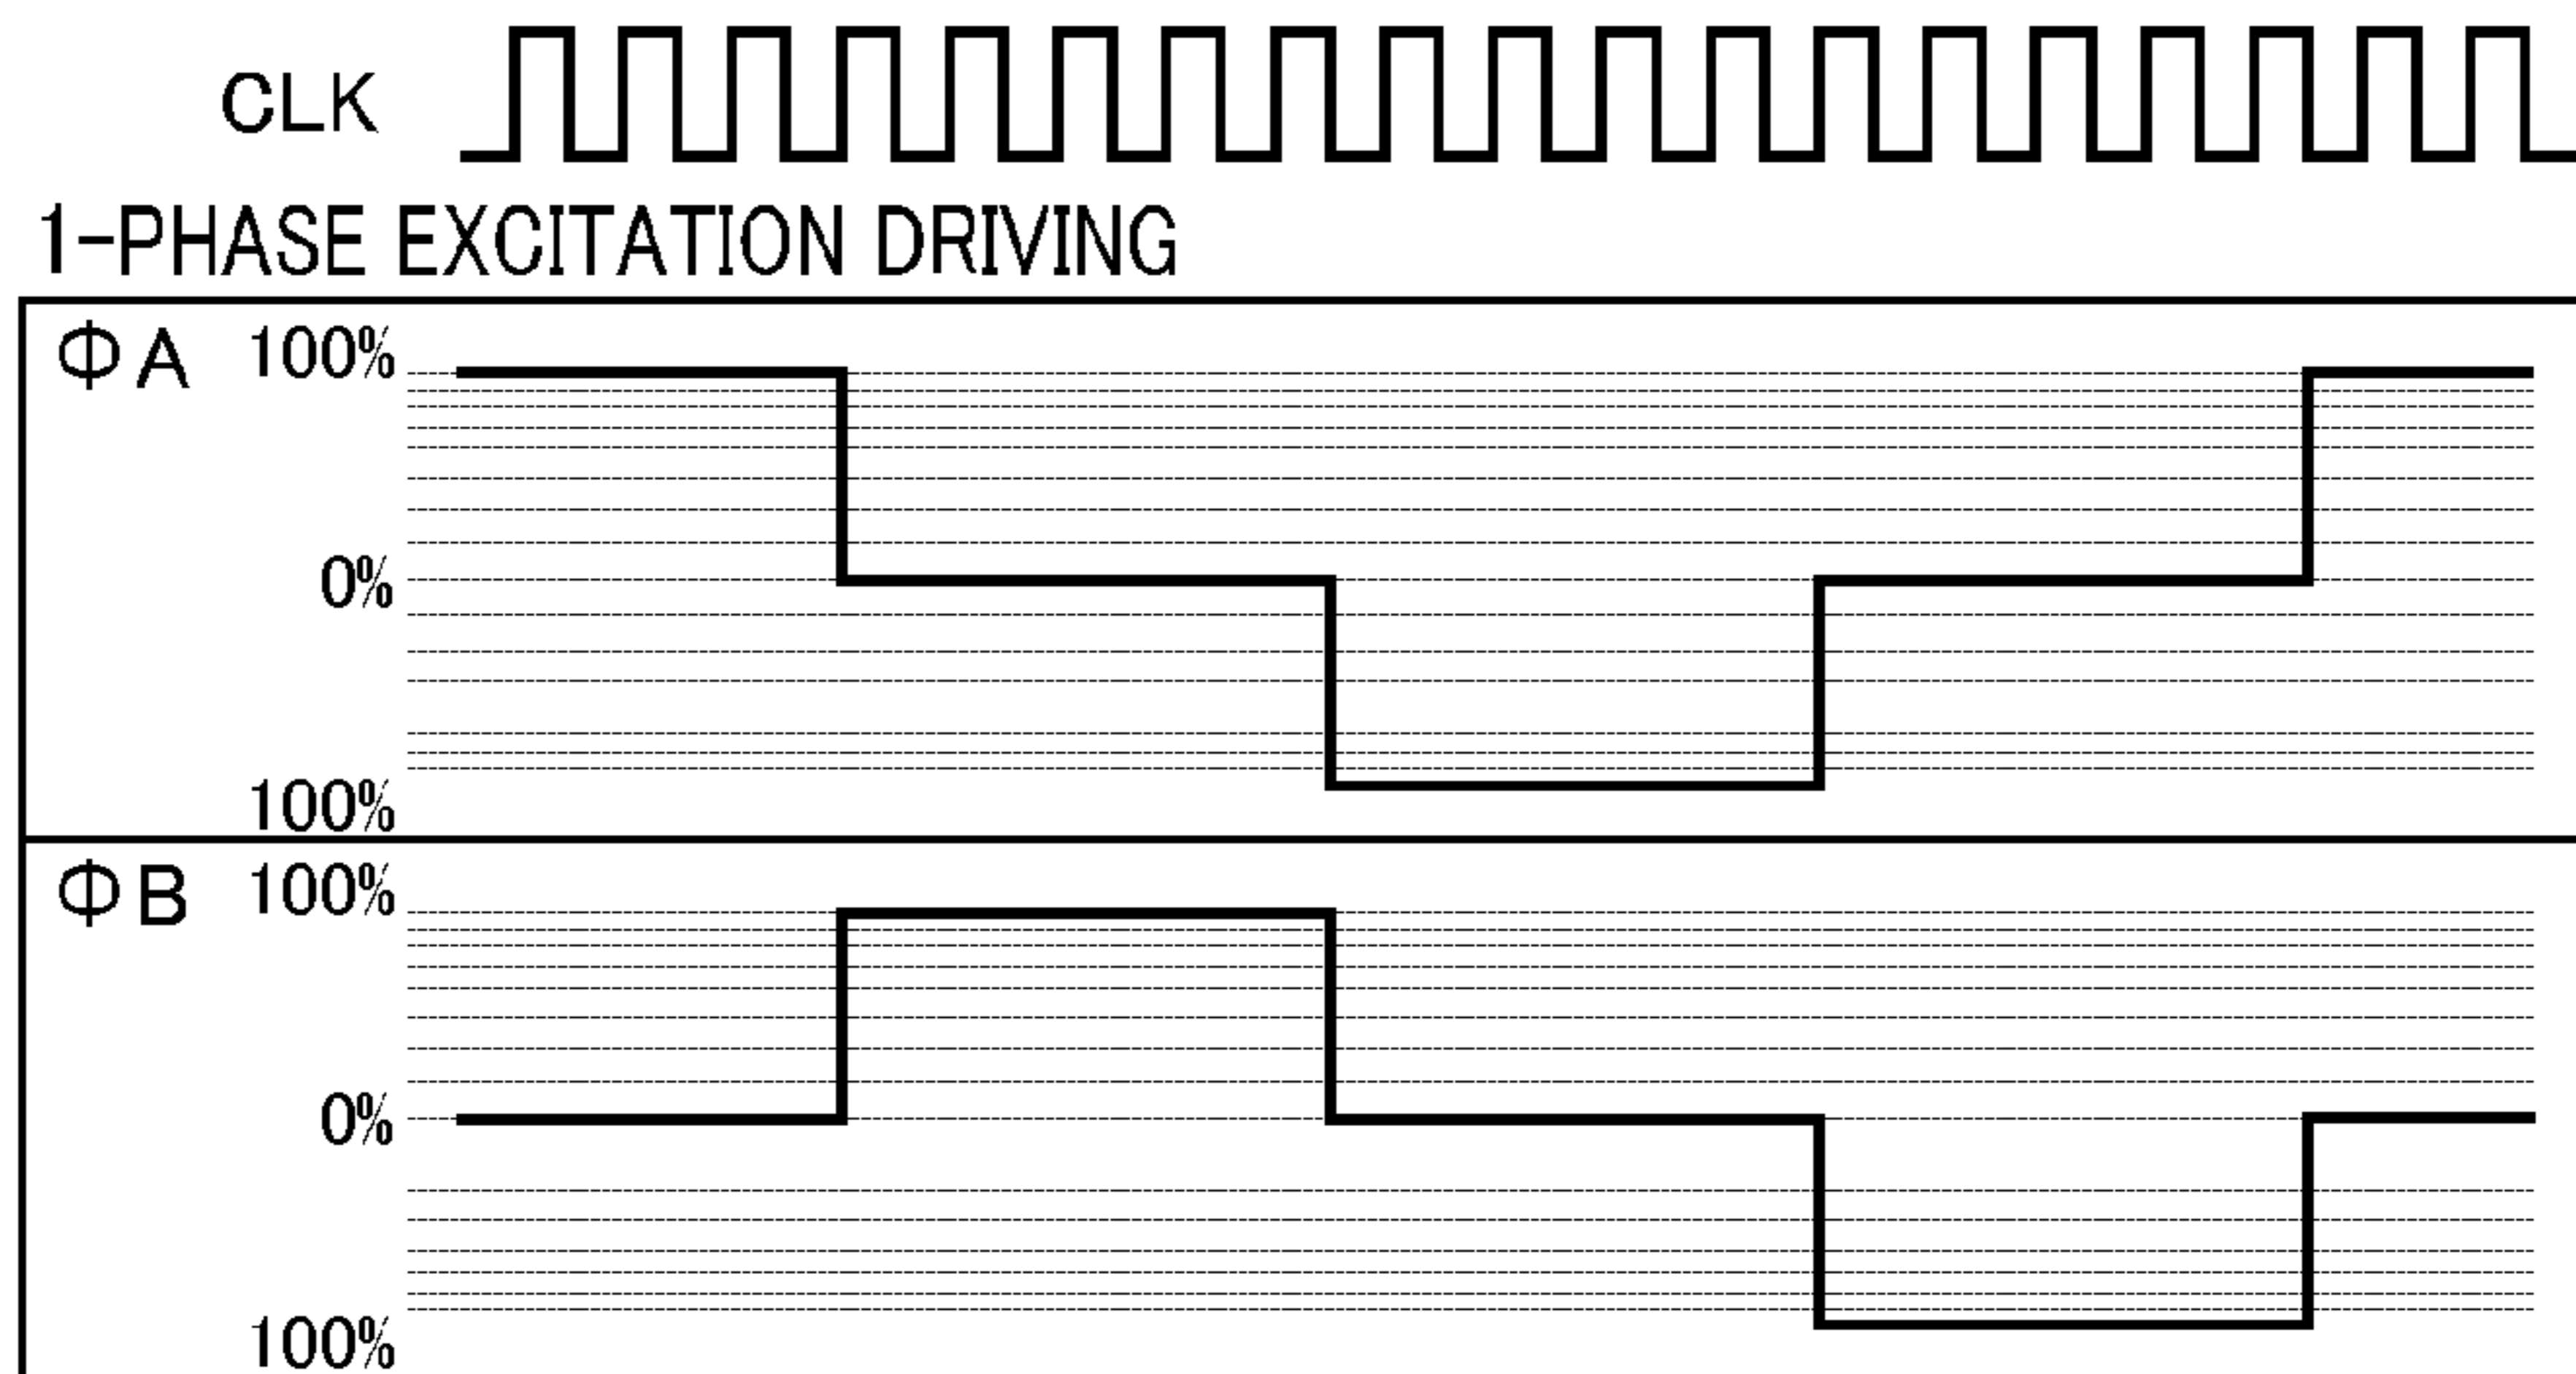 CLK
1-PHASE EXCITATION DRIVING
ΦA 100%
0%
100%
ΦB 100%
0%
100%